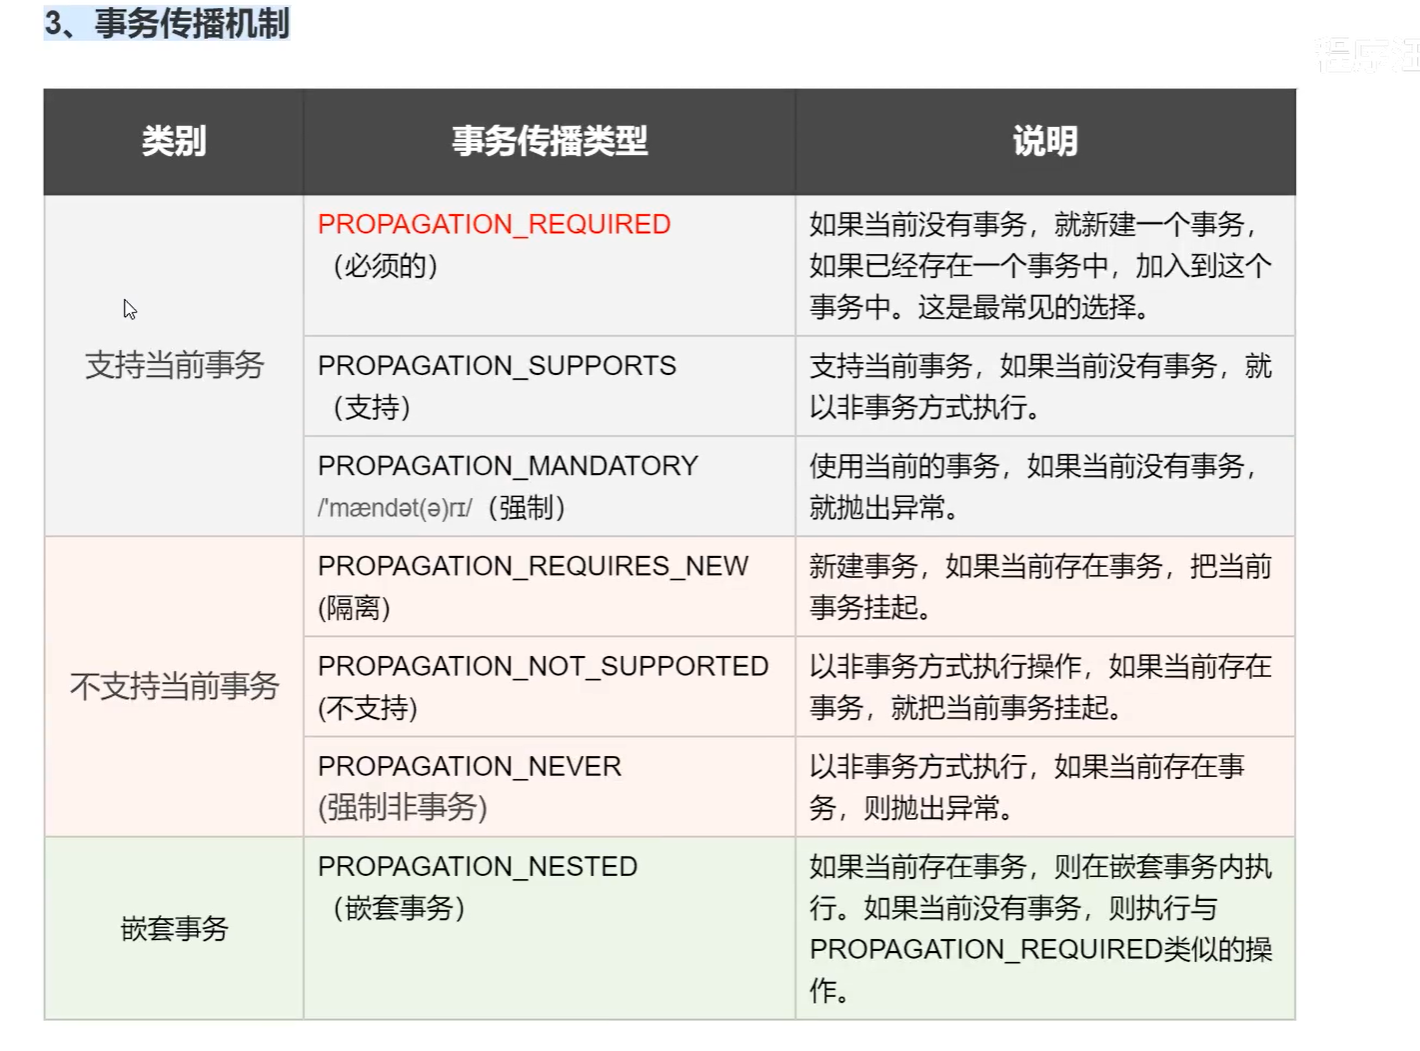 3、事务传播机制
类别
事务传播类型
说明
支持当前事务
PROPAGATION_REQUIRED
（必须的）
如果当前没有事务，就新建一个事务，
如果已经存在一个事务中，加入到这个
事务中。这是最常见的选择。
PROPAGATION_SUPPORTS
（支持）
支持当前事务，如果当前没有事务，就
以非事务方式执行。
PROPAGATION_MANDATORY
/'mændət(ə)rɪ/（强制）
使用当前的事务，如果当前没有事务，
就抛出异常。
不支持当前事务
PROPAGATION_REQUIRES_NEW
(隔离)
新建事务，如果当前存在事务，把当前
事务挂起。
PROPAGATION_NOT_SUPPORTED
(不支持)
以非事务方式执行操作，如果当前存在
事务，就把当前事务挂起。
PROPAGATION_NEVER
(强制非事务)
以非事务方式执行，如果当前存在事
务，则抛出异常。
嵌套事务
PROPAGATION_NESTED
（嵌套事务）
如果当前存在事务，则在嵌套事务内执
行。如果当前没有事务，则执行与
PROPAGATION_REQUIRED类似的操
作。